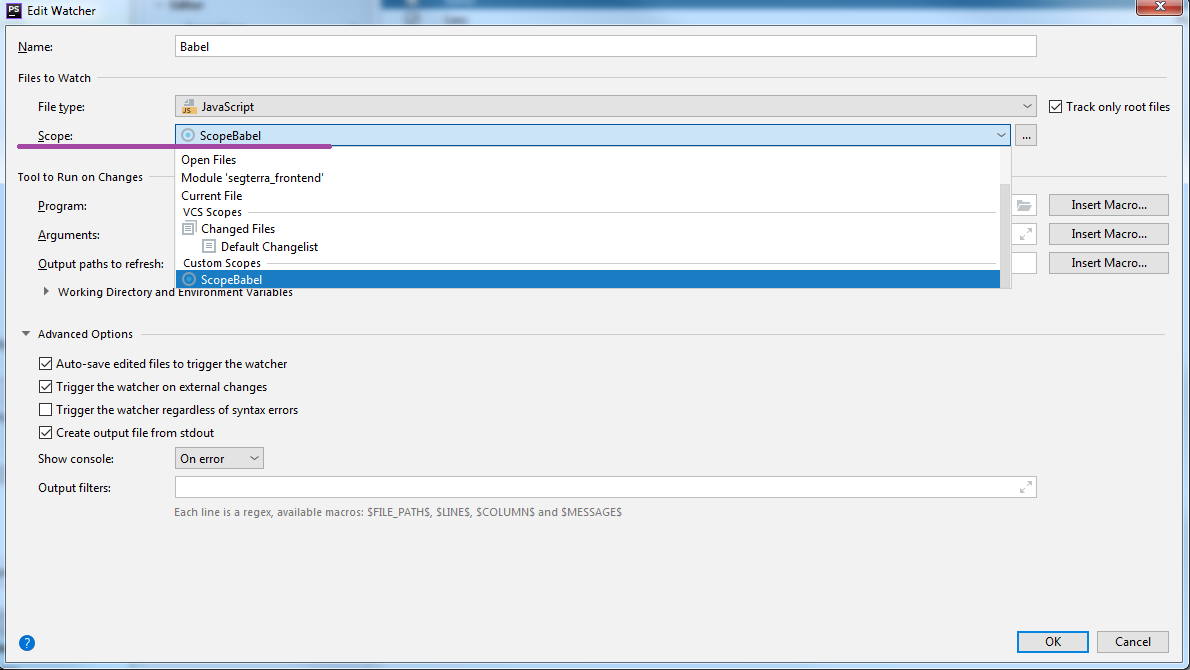 PS Edit Watcher
Name: Babel
Files to Watch
File type: JS JavaScript Track only root files
Scope: ScopeBabel ...
Open Files
Module 'segterra_frontend'
Current File
VCS Scopes
Changed Files
Default Changelist
Custom Scopes
ScopeBabel
Tool to Run on Changes
Program: Insert Macro...
Arguments: Insert Macro...
Output paths to refresh: Insert Macro...
Working Directory and Environment Variables
Advanced Options
Auto-save edited files to trigger the watcher
Trigger the watcher on external changes
Trigger the watcher regardless of syntax errors
Create output file from stdout
Show console: On error
Output filters:
Each line is a regex, available macros: $FILE_PATH$, $LINE$, $COLUMN$ and $MESSAGE$
? OK Cancel